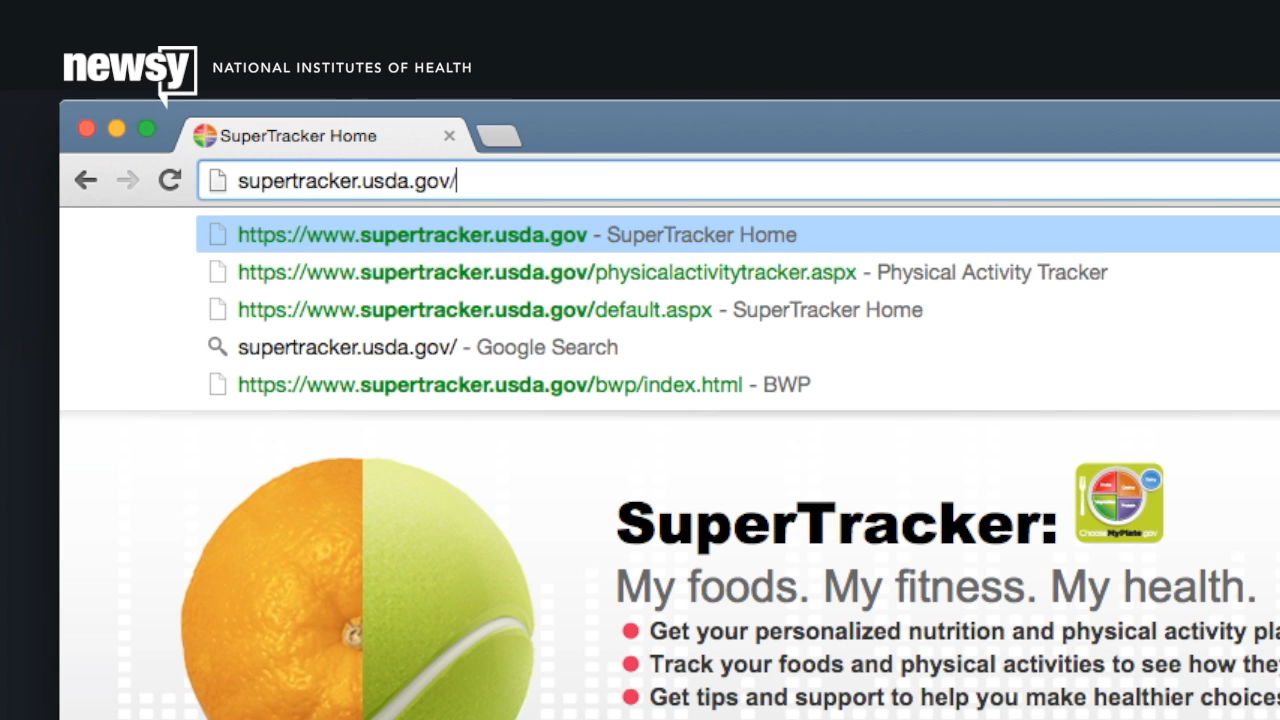 newsy NATIONAL INSTITUTES OF HEALTH
SuperTracker Home
supertracker.usda.gov/
https://www.supertracker.usda.gov - SuperTracker Home
https://www.supertracker.usda.gov/physicalactivitytracker.aspx - Physical Activity Tracker
https://www.supertracker.usda.gov/default.aspx - SuperTracker Home
supertracker.usda.gov/ - Google Search
https://www.supertracker.usda.gov/bwp/index.html - BWP
SuperTracker:
ChooseMyPlate.gov
My foods. My fitness. My health.
Get your personalized nutrition and physical activity pla
Track your foods and physical activities to see how they
Get tips and support to help you make healthier choices